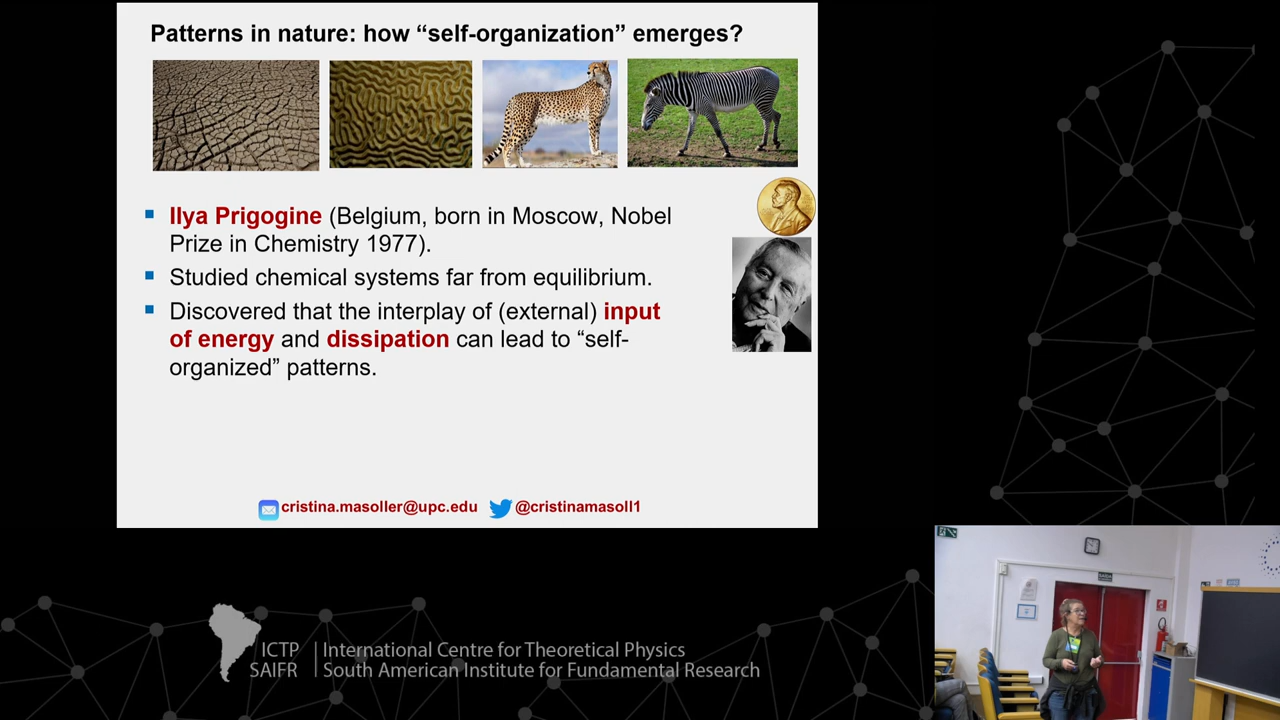 Patterns in nature: how “self-organization” emerges?
▪ Ilya Prigogine (Belgium, born in Moscow, Nobel
Prize in Chemistry 1977).
▪ Studied chemical systems far from equilibrium.
▪ Discovered that the interplay of (external) input
of energy and dissipation can lead to “self-
organized” patterns.
cristina.masoller@upc.edu @cristinamasoll1
ICTP
SAIFR
International Centre for Theoretical Physics
South American Institute for Fundamental Research